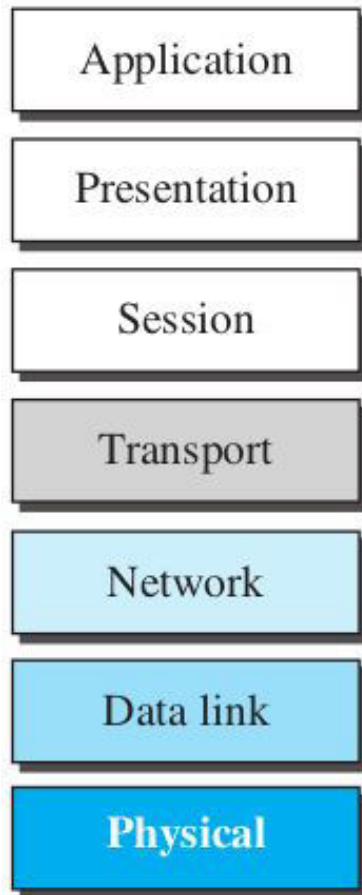 Application
Presentation
Session
Transport
Network
Data link
Physical